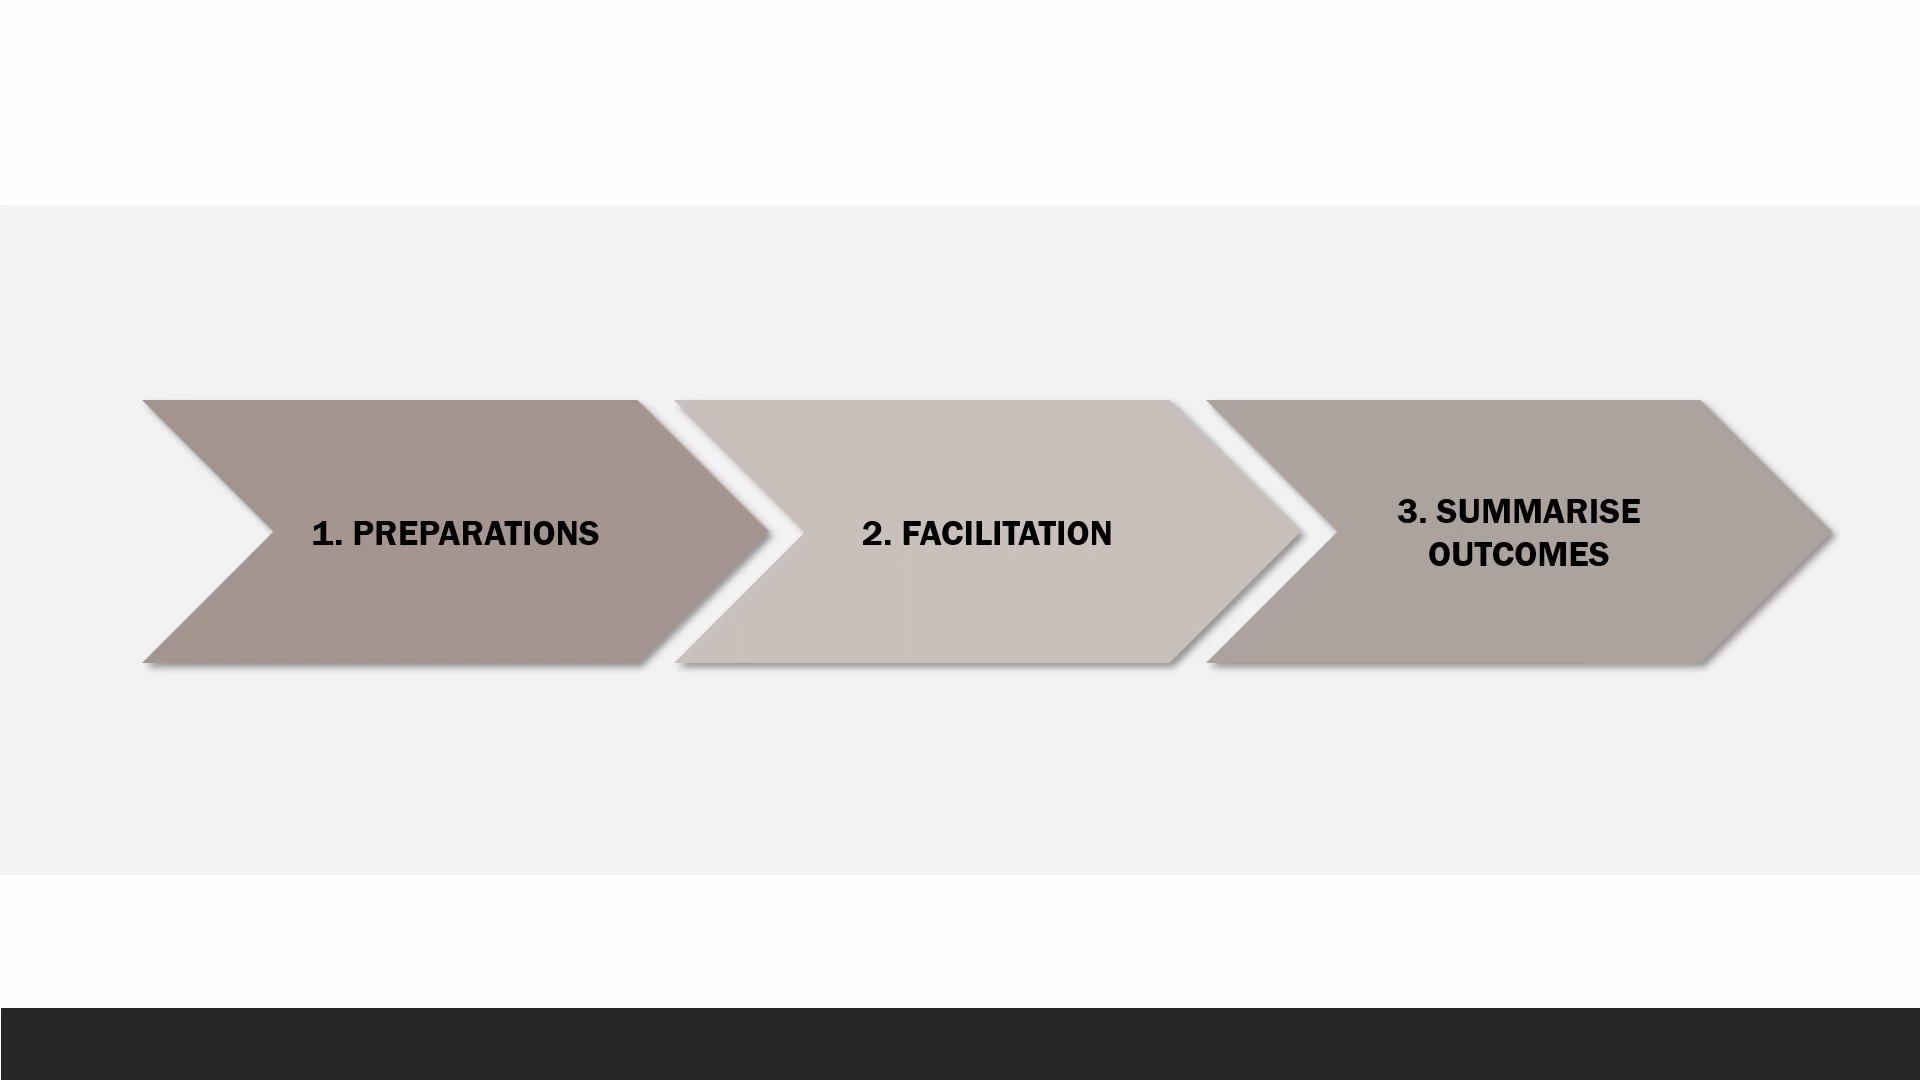 1. PREPARATIONS
2. FACILITATION
3. SUMMARISE
OUTCOMES